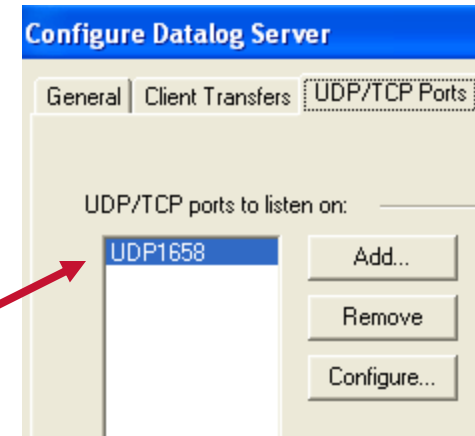 Configure Datalog Server
General Client Transfers UDP/TCP Ports
UDP/TCP ports to listen on:
UDP1658 Add...
Remove
Configure...